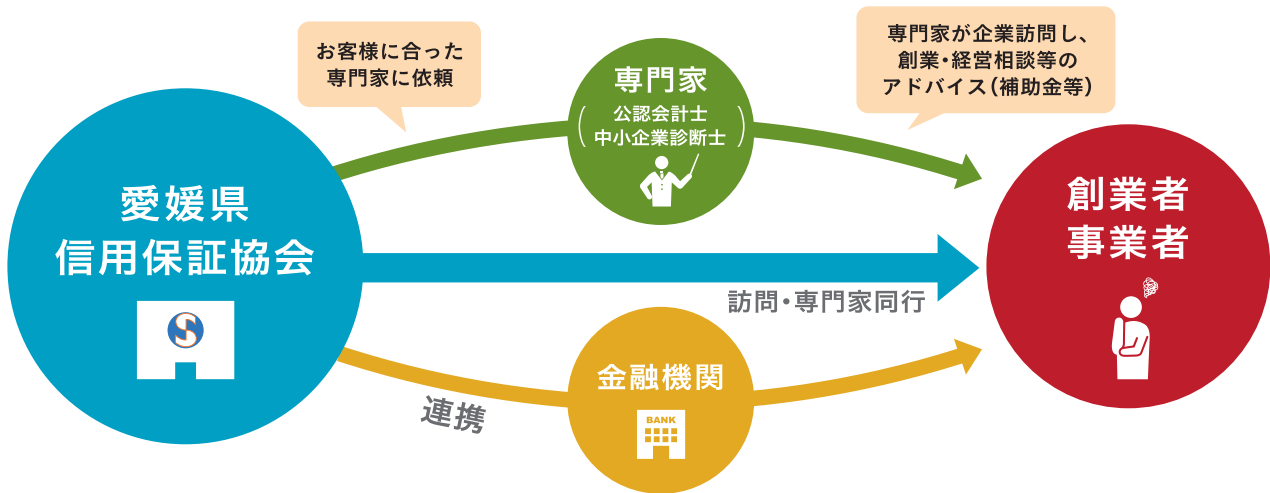 お客様に合った
専門家に依頼
専門家が企業訪問し、
創業・経営相談等の
アドバイス(補助金等)
専門家
(公認会計士
中小企業診断士)
愛媛県
信用保証協会
創業者
事業者
訪問・専門家同行
金融機関
BANK
連携